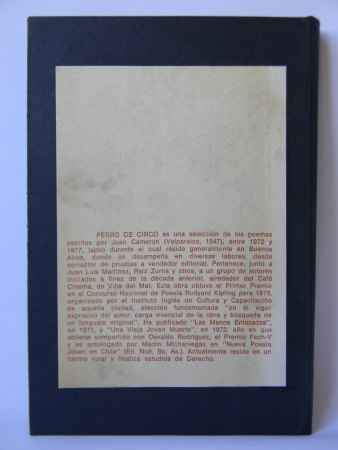 PERRO DE CIRCO es una selección de los poemas
escritos por Juan Cameron (Valparaíso, 1947), entre 1972 y
1977, lapso durante el cual reside generalmente en Buenos
Aires, donde se desempeña en diversas labores, desde
corrector de pruebas a vendedor editorial. Pertenece, junto a
Juan Luis Martínez, Raúl Zurita y otros, a un grupo de autores
iniciados a fines de la década anterior, alrededor del Café
Cinema, de Viña del Mar. Esta obra obtuvo el Primer Premio
en el Concurso Nacional de Poesía Rudyard Kipling para 1978,
organizado por el Instituto Inglés de Cultura y Capacitación
de aquella ciudad, elección fundamentada "en el vigor
expresivo del autor, carga vivencial de la obra y búsqueda de
un lenguaje original". Ha publicado "Las Manos Enlazadas",
en 1971, y "Una Vieja Joven Muerte", en 1972, año en que
obtiene compartido con Osvaldo Rodríguez, el Premio Fech-V
y es antologado por Martín Micharvegas en "Nueva Poesía
Joven en Chile" (Ed. Noé, Bs. As.). Actualmente reside en un
centro rural y finaliza estudios de Derecho.